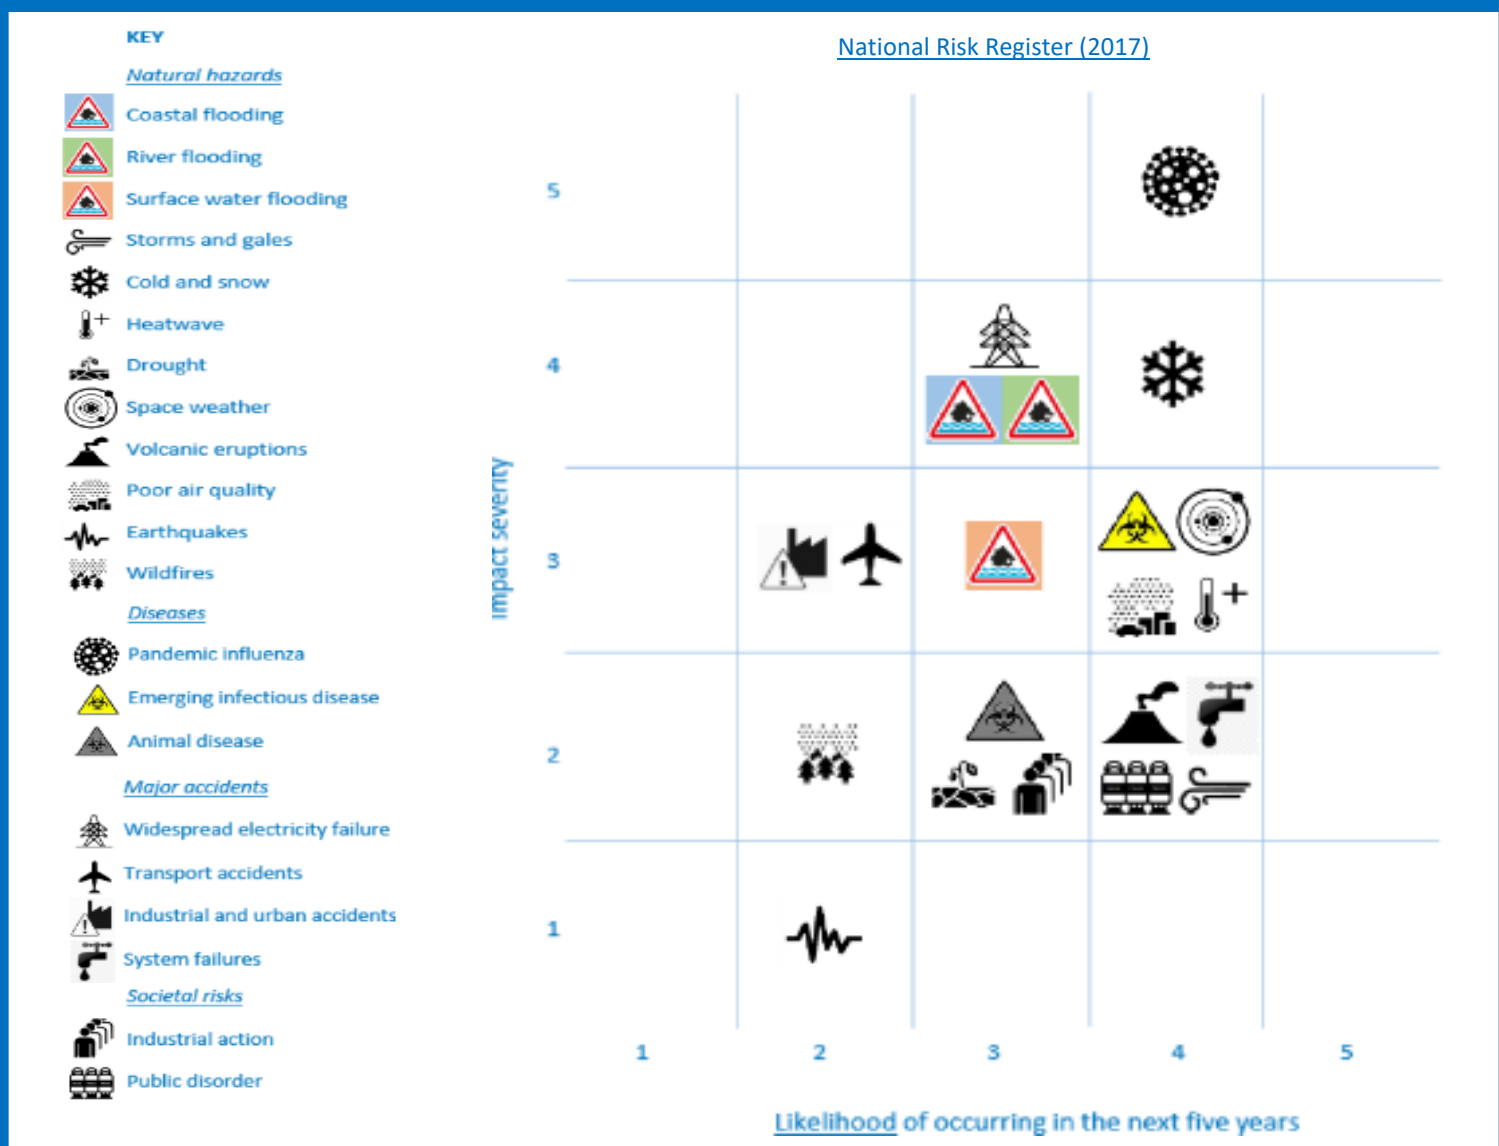 KEY
Natural hazards
Coastal flooding
River flooding
Surface water flooding
Storms and gales
Cold and snow
Heatwave
Drought
Space weather
Volcanic eruptions
Poor air quality
Earthquakes
Wildfires
Diseases
Pandemic influenza
Emerging infectious disease
Animal disease
Major accidents
Widespread electricity failure
Transport accidents
Industrial and urban accidents
System failures
Societal risks
Industrial action
Public disorder
National Risk Register (2017)
Impact severity
5
4
3
2
1
1 2 3 4 5
Likelihood of occurring in the next five years